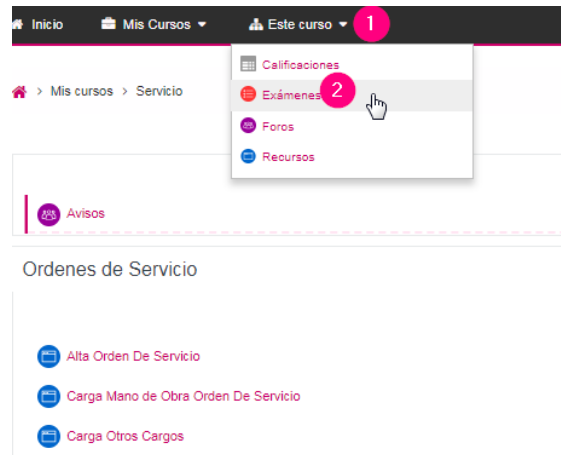 Inicio Mis Cursos Este curso 1
Calificaciones
Exámenes 2
Mis cursos > Servicio
Foros
Recursos
Avisos
Ordenes de Servicio
Alta Orden De Servicio
Carga Mano de Obra Orden De Servicio
Carga Otros Cargos